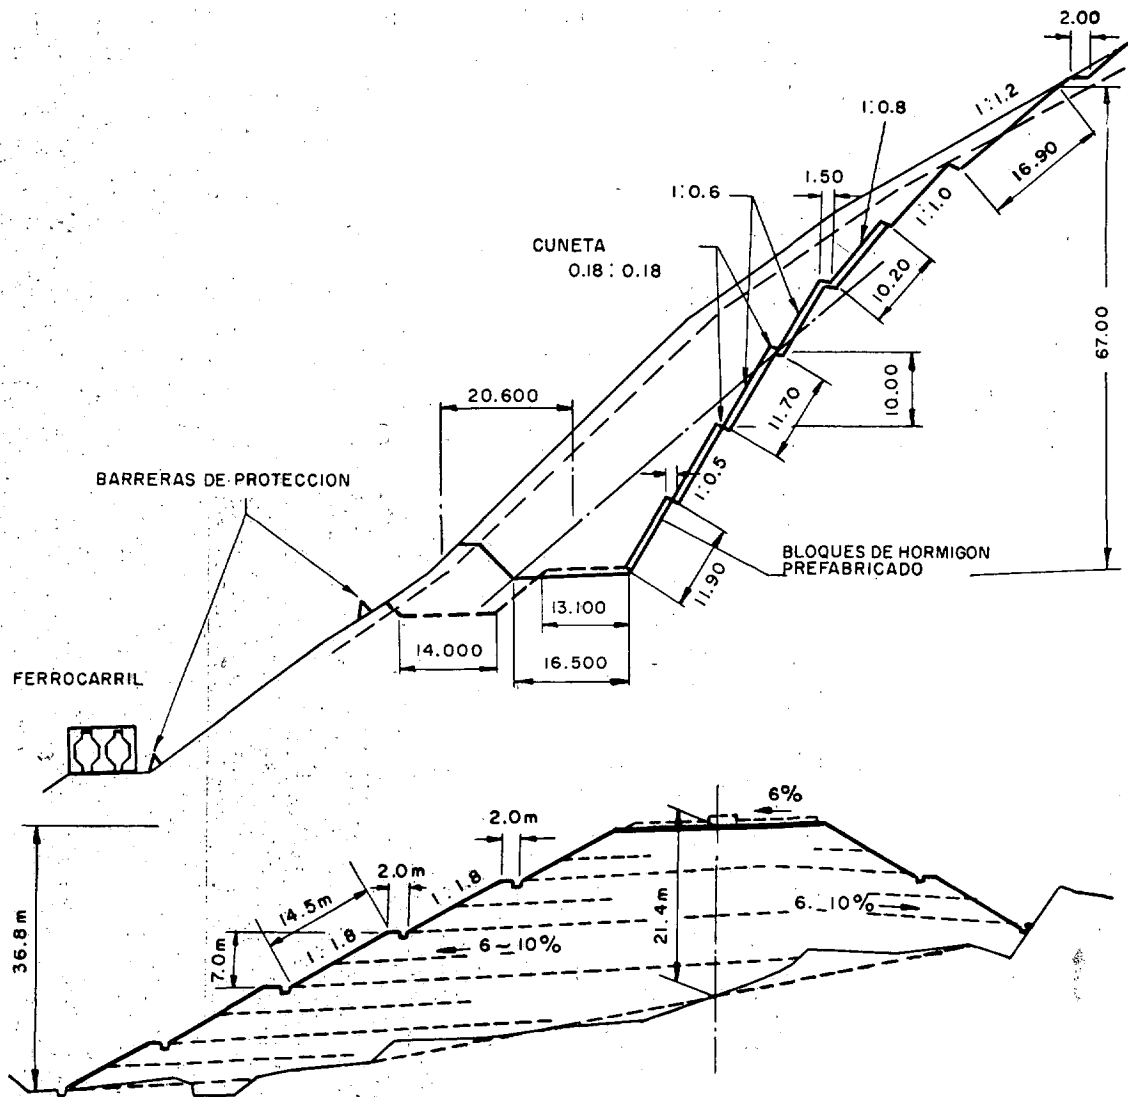 2.00
1:1.2
1:0.8
16.90
1.50
1:0.6
1:1.0
CUNETA
0.18:0.18
10.20
67.00
20.600
10.00
11.70
1:0.5
BARRERAS DE PROTECCION
BLOQUES DE HORMIGON
PREFABRICADO
11.90
13.100
14.000
16.500
FERROCARRIL
6%
2.0m
2.0m
1:1.8
14.5m
1:1.8
21.4m
6~10%
36.8m
7.0m
6~10%